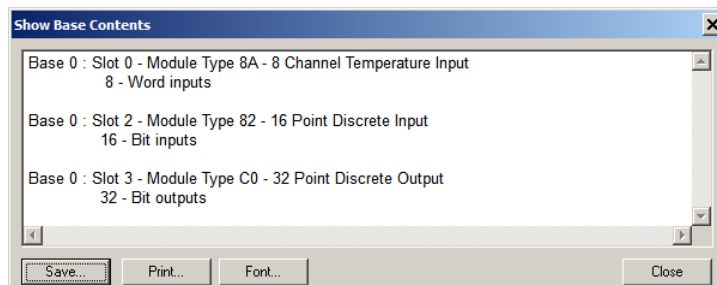 Show Base Contents
Base 0 : Slot 0 - Module Type 8A - 8 Channel Temperature Input
8 - Word inputs
Base 0 : Slot 2 - Module Type 82 - 16 Point Discrete Input
16 - Bit inputs
Base 0 : Slot 3 - Module Type C0 - 32 Point Discrete Output
32 - Bit outputs
Save... Print... Font... Close